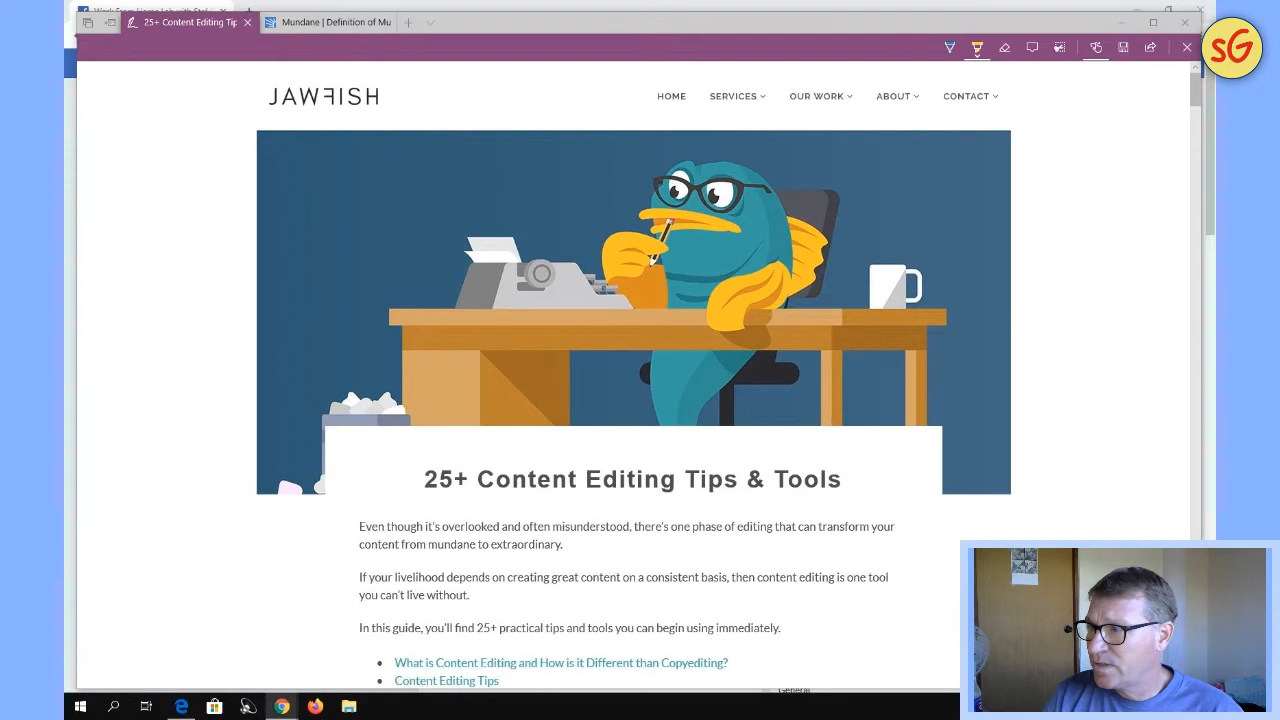 25+ Content Editing Tip
Mundane | Definition of Mu
SG
JAWFISH
HOME
SERVICES
OUR WORK
ABOUT
CONTACT
25+ Content Editing Tips & Tools
Even though it's overlooked and often misunderstood, there's one phase of editing that can transform your
content from mundane to extraordinary.
If your livelihood depends on creating great content on a consistent basis, then content editing is one tool
you can't live without.
In this guide, you'll find 25+ practical tips and tools you can begin using immediately.
• What is Content Editing and How is it Different than Copyediting?
• Content Editing Tips
General